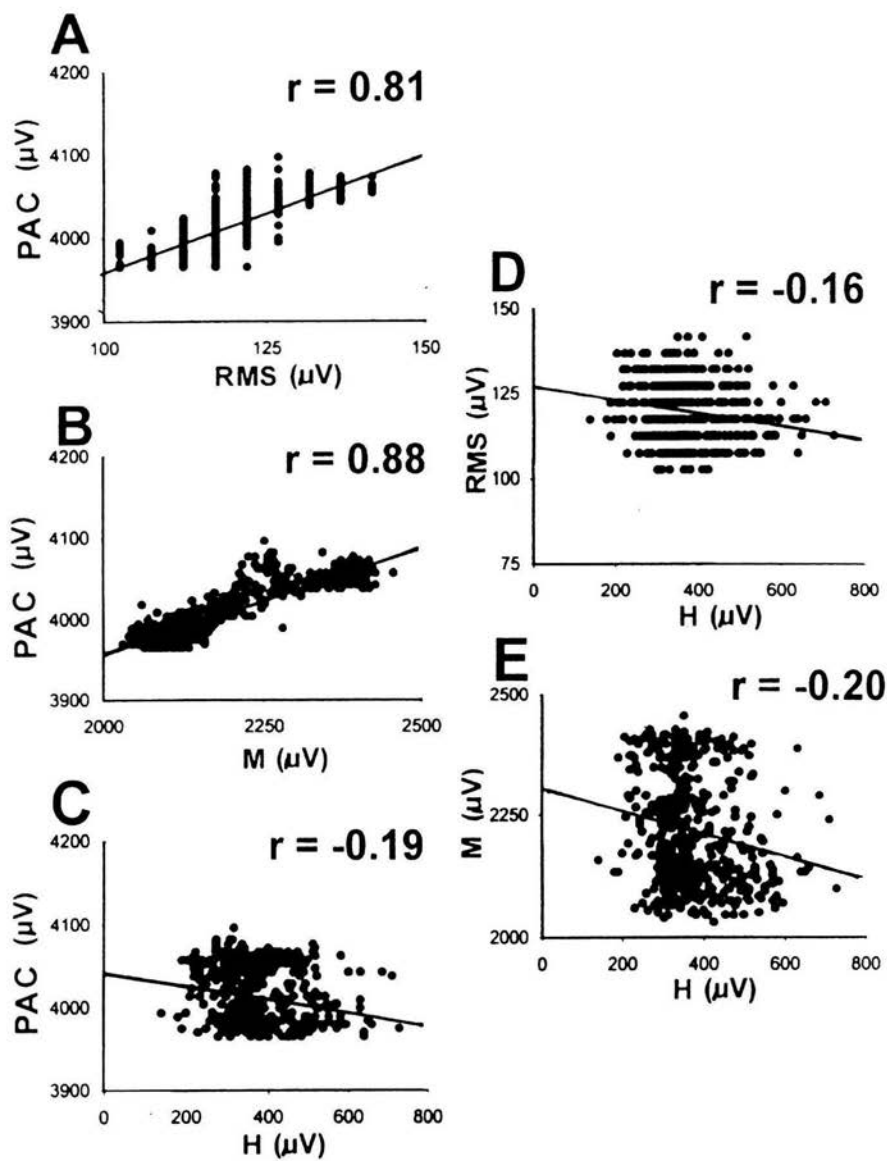 A
r = 0.81
4200
4100
4000
3900
PAC (µV)
100
125
150
RMS (µV)
B
r = 0.88
4200
4100
4000
3900
PAC (µV)
2000
2250
2500
M (µV)
C
r = -0.19
4200
4100
4000
3900
PAC (µV)
0
200
400
600
800
H (µV)
D
r = -0.16
150
125
100
75
RMS (µV)
0
200
400
600
800
H (µV)
E
r = -0.20
2500
2250
2000
M (µV)
0
200
400
600
800
H (µV)